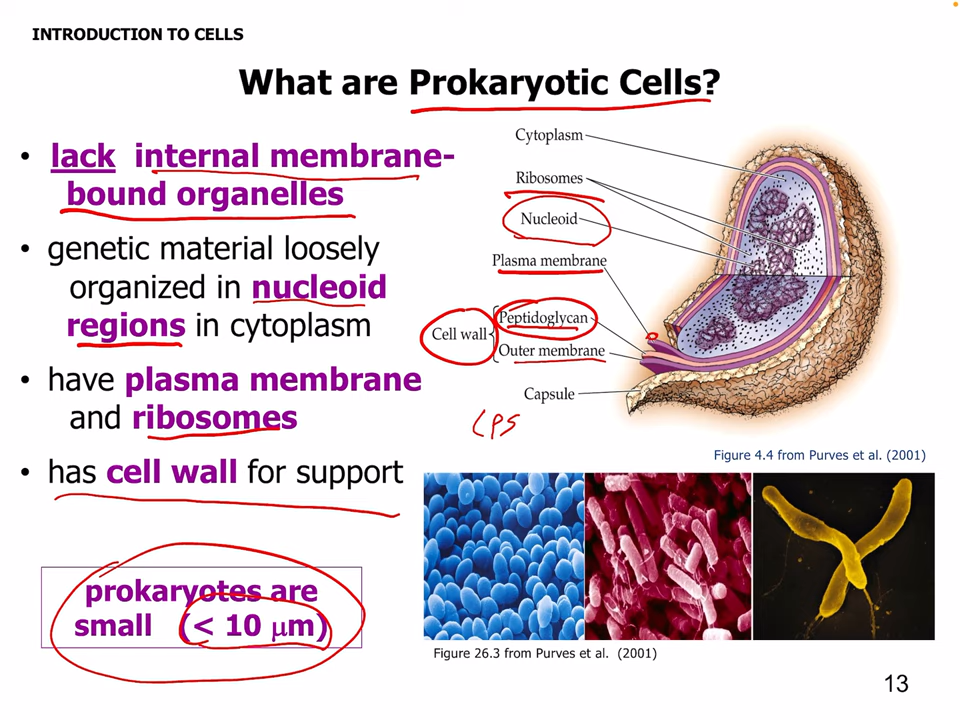 INTRODUCTION TO CELLS
What are Prokaryotic Cells?
• lack internal membrane-
bound organelles
• genetic material loosely
organized in nucleoid
regions in cytoplasm
• have plasma membrane
and ribosomes
• has cell wall for support
prokaryotes are
small (< 10 μm)
Cytoplasm
Ribosomes
Nucleoid
Plasma membrane
Peptidoglycan
Cell wall
Outer membrane
Capsule
LPS
Figure 4.4 from Purves et al. (2001)
Figure 26.3 from Purves et al. (2001)
13